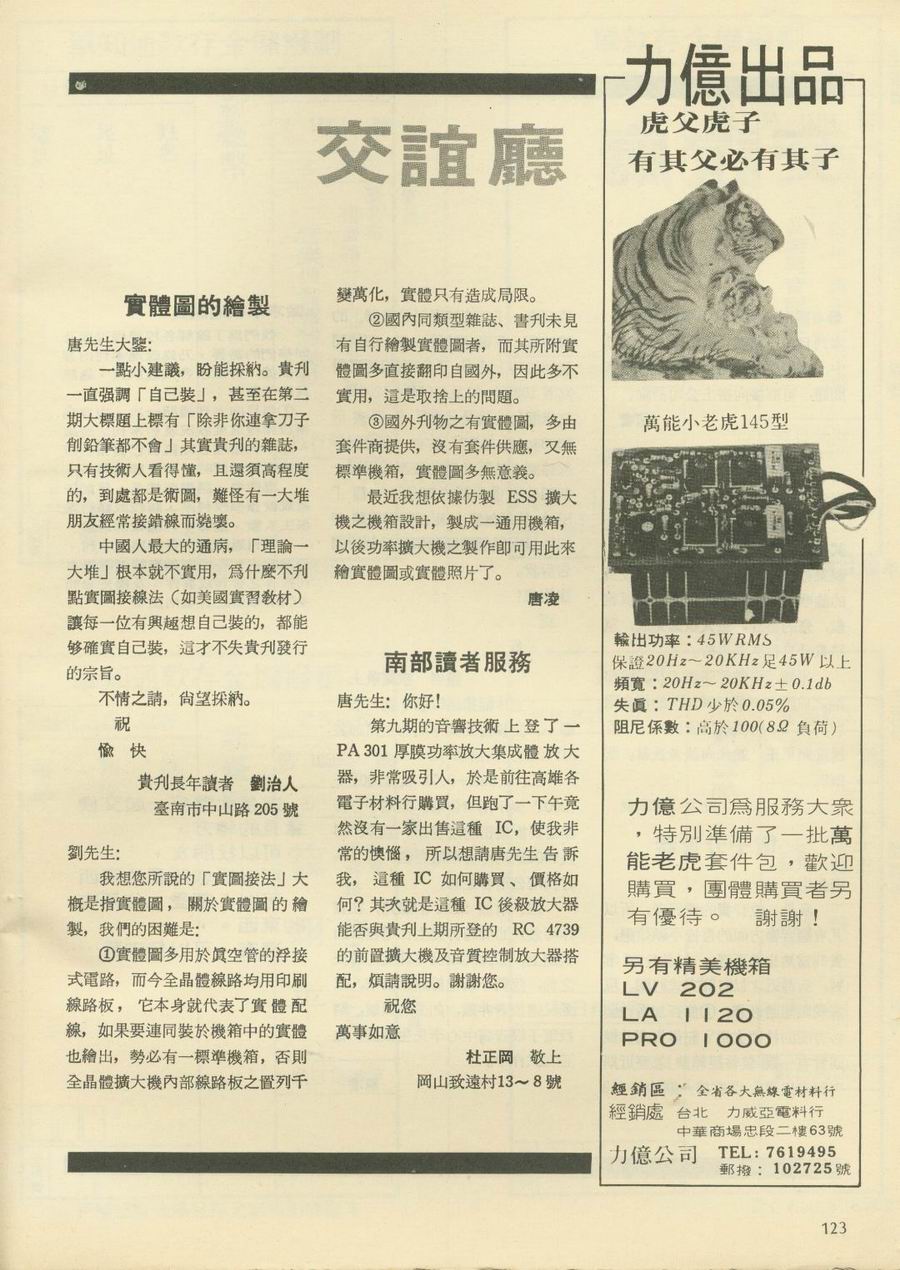 交誼廳
實體圖的繪製
唐先生大鑒:
一點小建議，盼能採納。貴刋
一直强調「自己裝」，甚至在第二
期大標題上標有「除非你連拿刀子
削鉛筆都不會」其實貴刋的雜誌，
只有技術人看得懂，且還須高程度
的，到處都是術圖，難怪有一大堆
朋友經常接錯線而燒壞。
中國人最大的通病，「理論一
大堆」根本就不實用，爲什麽不刋
點實圖接線法（如美國實習敎材）
讓每一位有興趣想自己裝的，都能
够確實自己裝，這才不失貴刋發行
的宗旨。
不情之請，尙望採納。
祝
愉　快
貴刋長年讀者　劉治人
臺南市中山路 205 號
劉先生:
我想您所說的「實圖接法」大
槪是指實體圖，關於實體圖的繪
製，我們的困難是:
①實體圖多用於眞空管的浮接
式電路，而今全晶體線路均用印刷
線路板，它本身就代表了實體配
線，如果要連同裝於機箱中的實體
也繪出，勢必有一標準機箱，否則
全晶體擴大機內部線路板之置列千
變萬化，實體只有造成局限。
②國內同類型雜誌、書刋未見
有自行繪製實體圖者，而其所附實
體圖多直接翻印自國外，因此多不
實用，這是取捨上的問題。
③國外刋物之有實體圖，多由
套件商提供，沒有套件供應，又無
標準機箱，實體圖多無意義。
最近我想依據仿製 ESS 擴大
機之機箱設計，製成一通用機箱，
以後功率擴大機之製作卽可用此來
繪實體圖或實體照片了。
唐凌
南部讀者服務
唐先生: 你好!
第九期的音響技術上登了一
PA 301 厚膜功率放大集成體放大
器，非常吸引人，於是前往高雄各
電子材料行購買，但跑了一下午竟
然沒有一家出售這種 IC，使我非
常的懊惱，所以想請唐先生告訴
我，這種 IC 如何購買、價格如
何? 其次就是這種 IC 後級放大器
能否與貴刋上期所登的 RC 4739
的前置擴大機及音質控制放大器搭
配，煩請說明。謝謝您。
祝您
萬事如意
杜正岡　敬上
岡山致遠村13～8 號
力億出品
虎父虎子
有其父必有其子
萬能小老虎145型
輸出功率：45W RMS
保證20Hz～20KHz足45W以上
頻寬：20Hz～20KHz±0.1db
失眞：THD少於0.05%
阻尼係數：高於100(8Ω 負荷)
力億公司爲服務大衆
，特別準備了一批萬
能老虎套件包，歡迎
購買，團體購買者另
有優待。　謝謝！
另有精美機箱
LV 202
LA 1120
PRO 1000
經銷區：全省各大無線電材料行
經銷處　台北　力威亞電料行
中華商場忠段二樓63號
力億公司　TEL: 7619495
郵撥：102725號
123